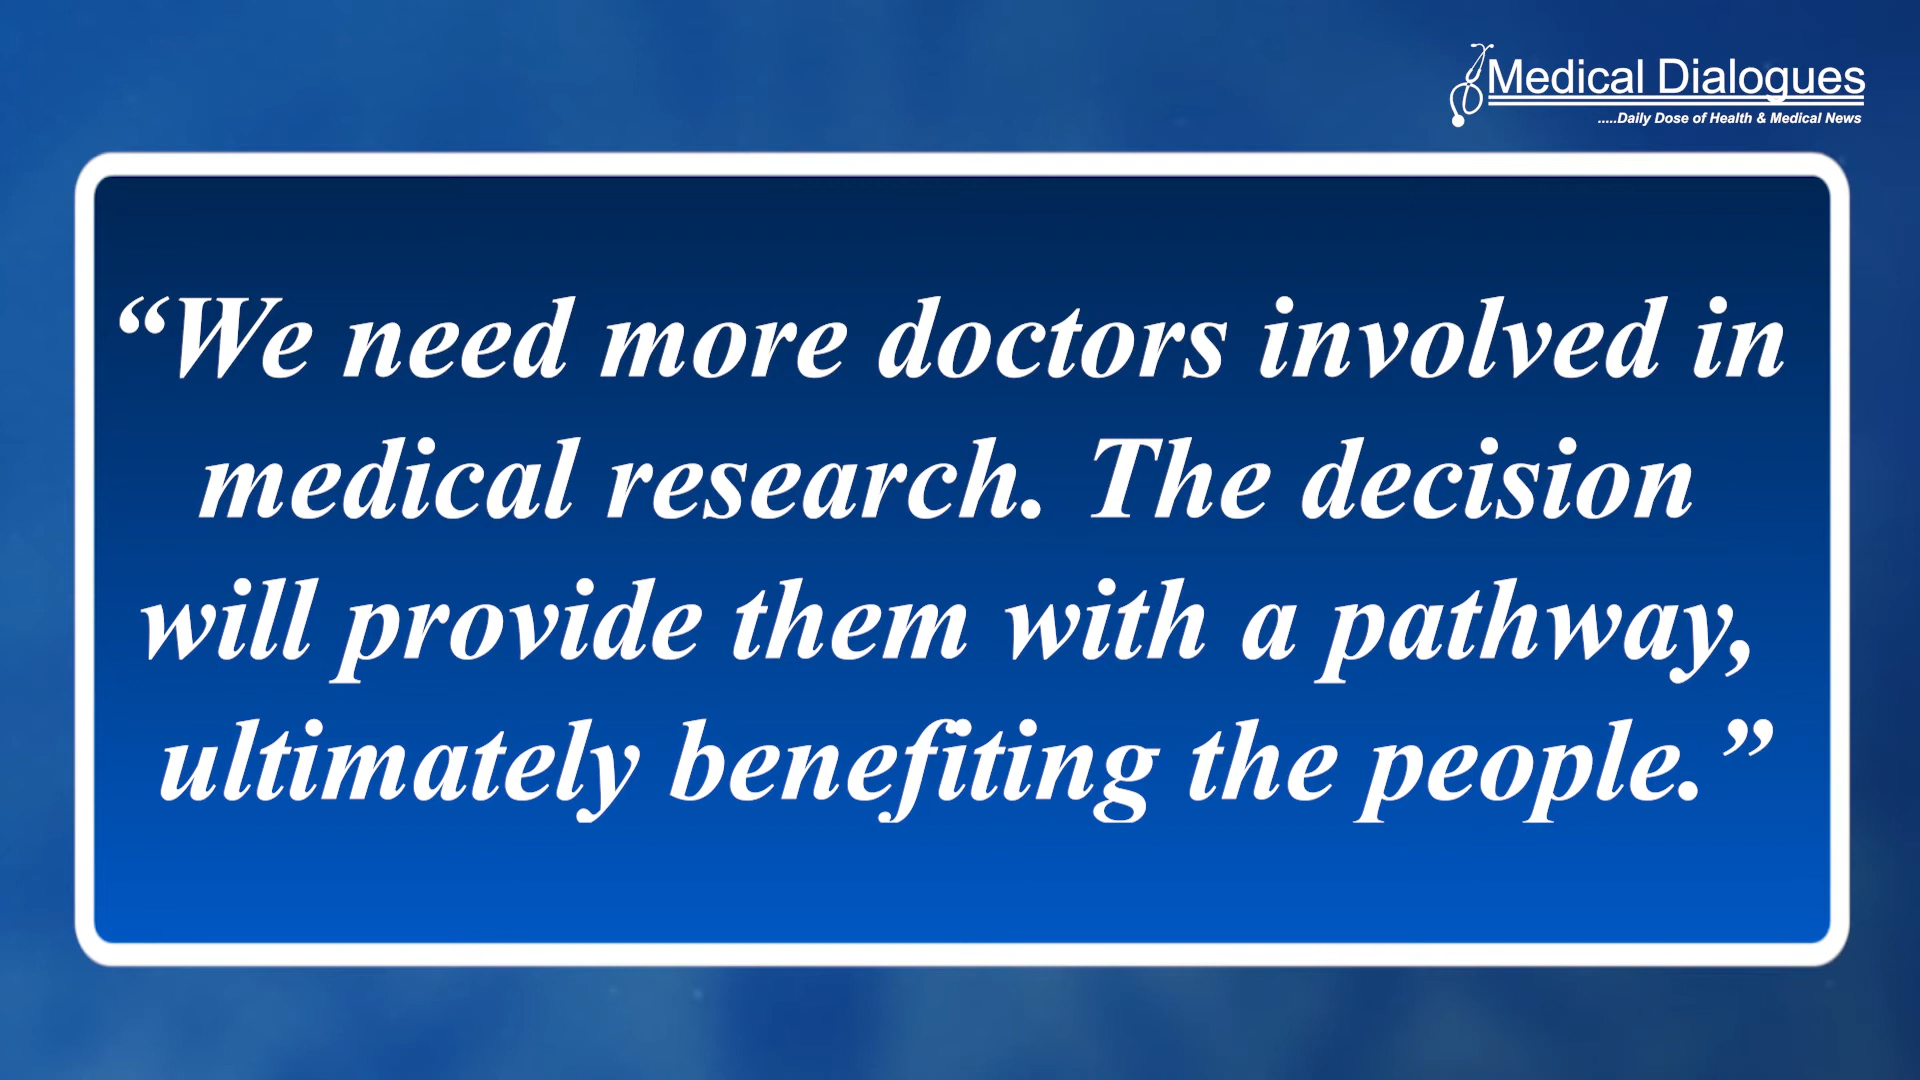 Medical Dialogues
.....Daily Dose of Health & Medical News
“We need more doctors involved in
medical research. The decision
will provide them with a pathway,
ultimately benefiting the people.”